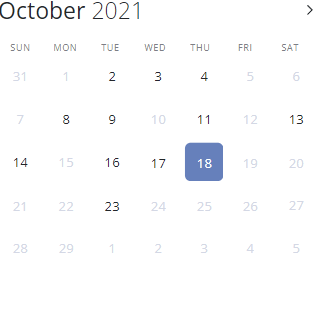 October 2021
SUN MON TUE WED THU FRI SAT
31 1 2 3 4 5 6
7 8 9 10 11 12 13
14 15 16 17 18 19 20
21 22 23 24 25 26 27
28 29 1 2 3 4 5